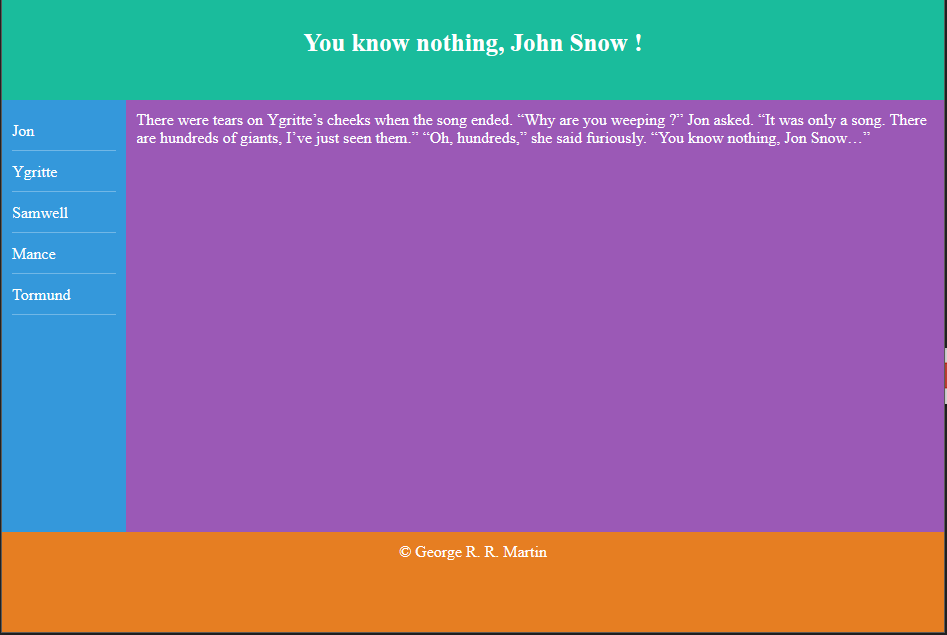 You know nothing, John Snow !
Jon
Ygritte
Samwell
Mance
Tormund
There were tears on Ygritte’s cheeks when the song ended. “Why are you weeping ?” Jon asked. “It was only a song. There
are hundreds of giants, I’ve just seen them.” “Oh, hundreds,” she said furiously. “You know nothing, Jon Snow…”
© George R. R. Martin